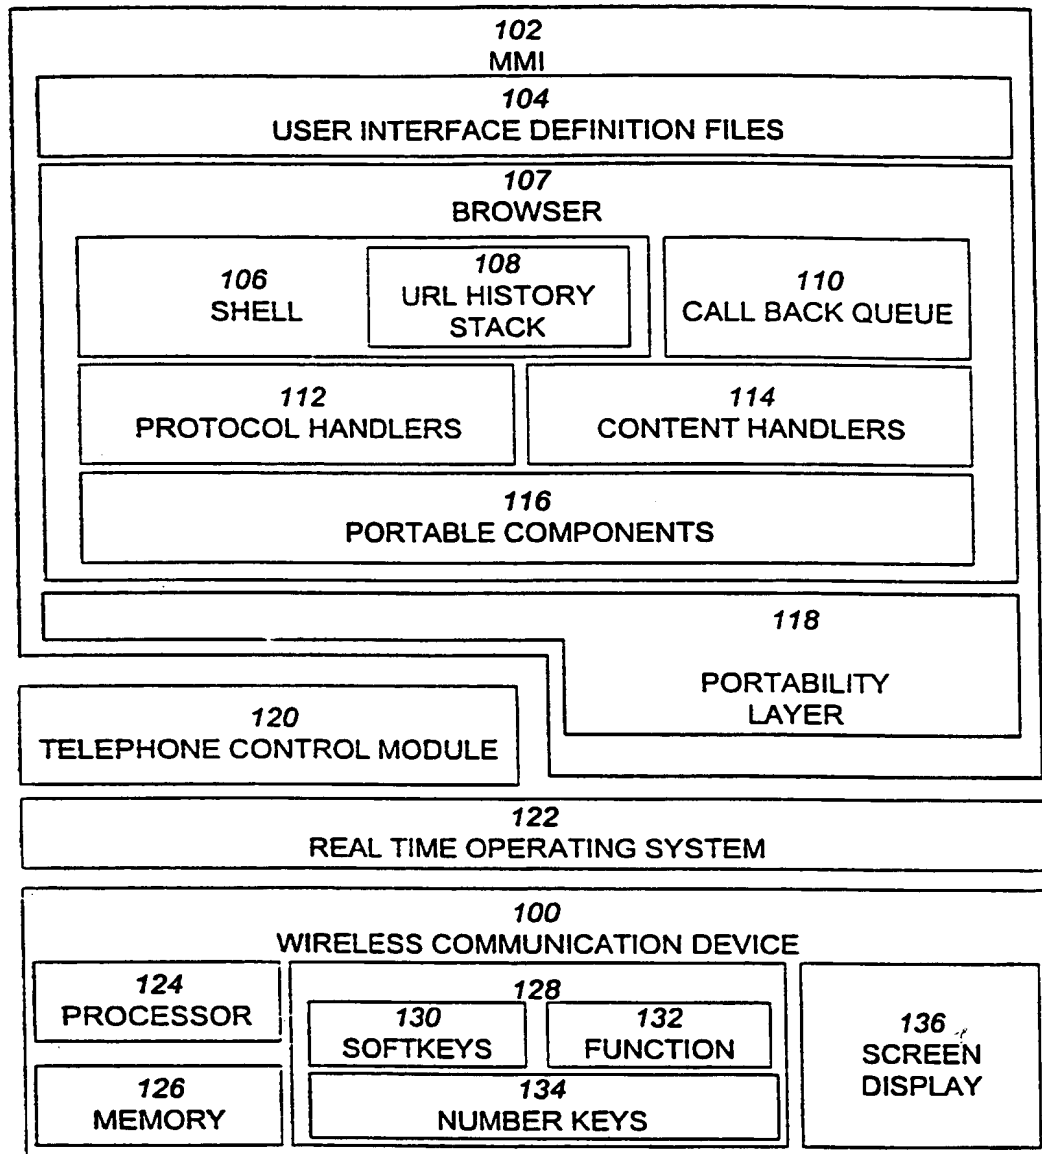 102
MMI
104
USER INTERFACE DEFINITION FILES
107
BROWSER
106
SHELL
108
URL HISTORY
STACK
110
CALL BACK QUEUE
112
PROTOCOL HANDLERS
114
CONTENT HANDLERS
116
PORTABLE COMPONENTS
118
PORTABILITY
LAYER
120
TELEPHONE CONTROL MODULE
122
REAL TIME OPERATING SYSTEM
100
WIRELESS COMMUNICATION DEVICE
124
PROCESSOR
126
MEMORY
128
130
SOFTKEYS
132
FUNCTION
134
NUMBER KEYS
136
SCREEN
DISPLAY